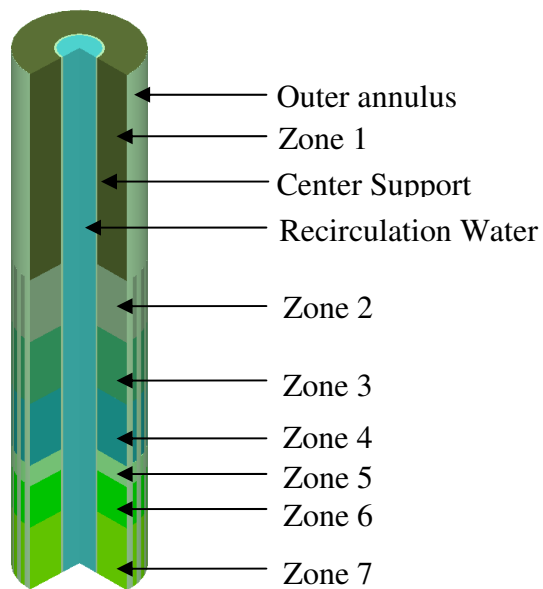 Outer annulus
Zone 1
Center Support
Recirculation Water
Zone 2
Zone 3
Zone 4
Zone 5
Zone 6
Zone 7